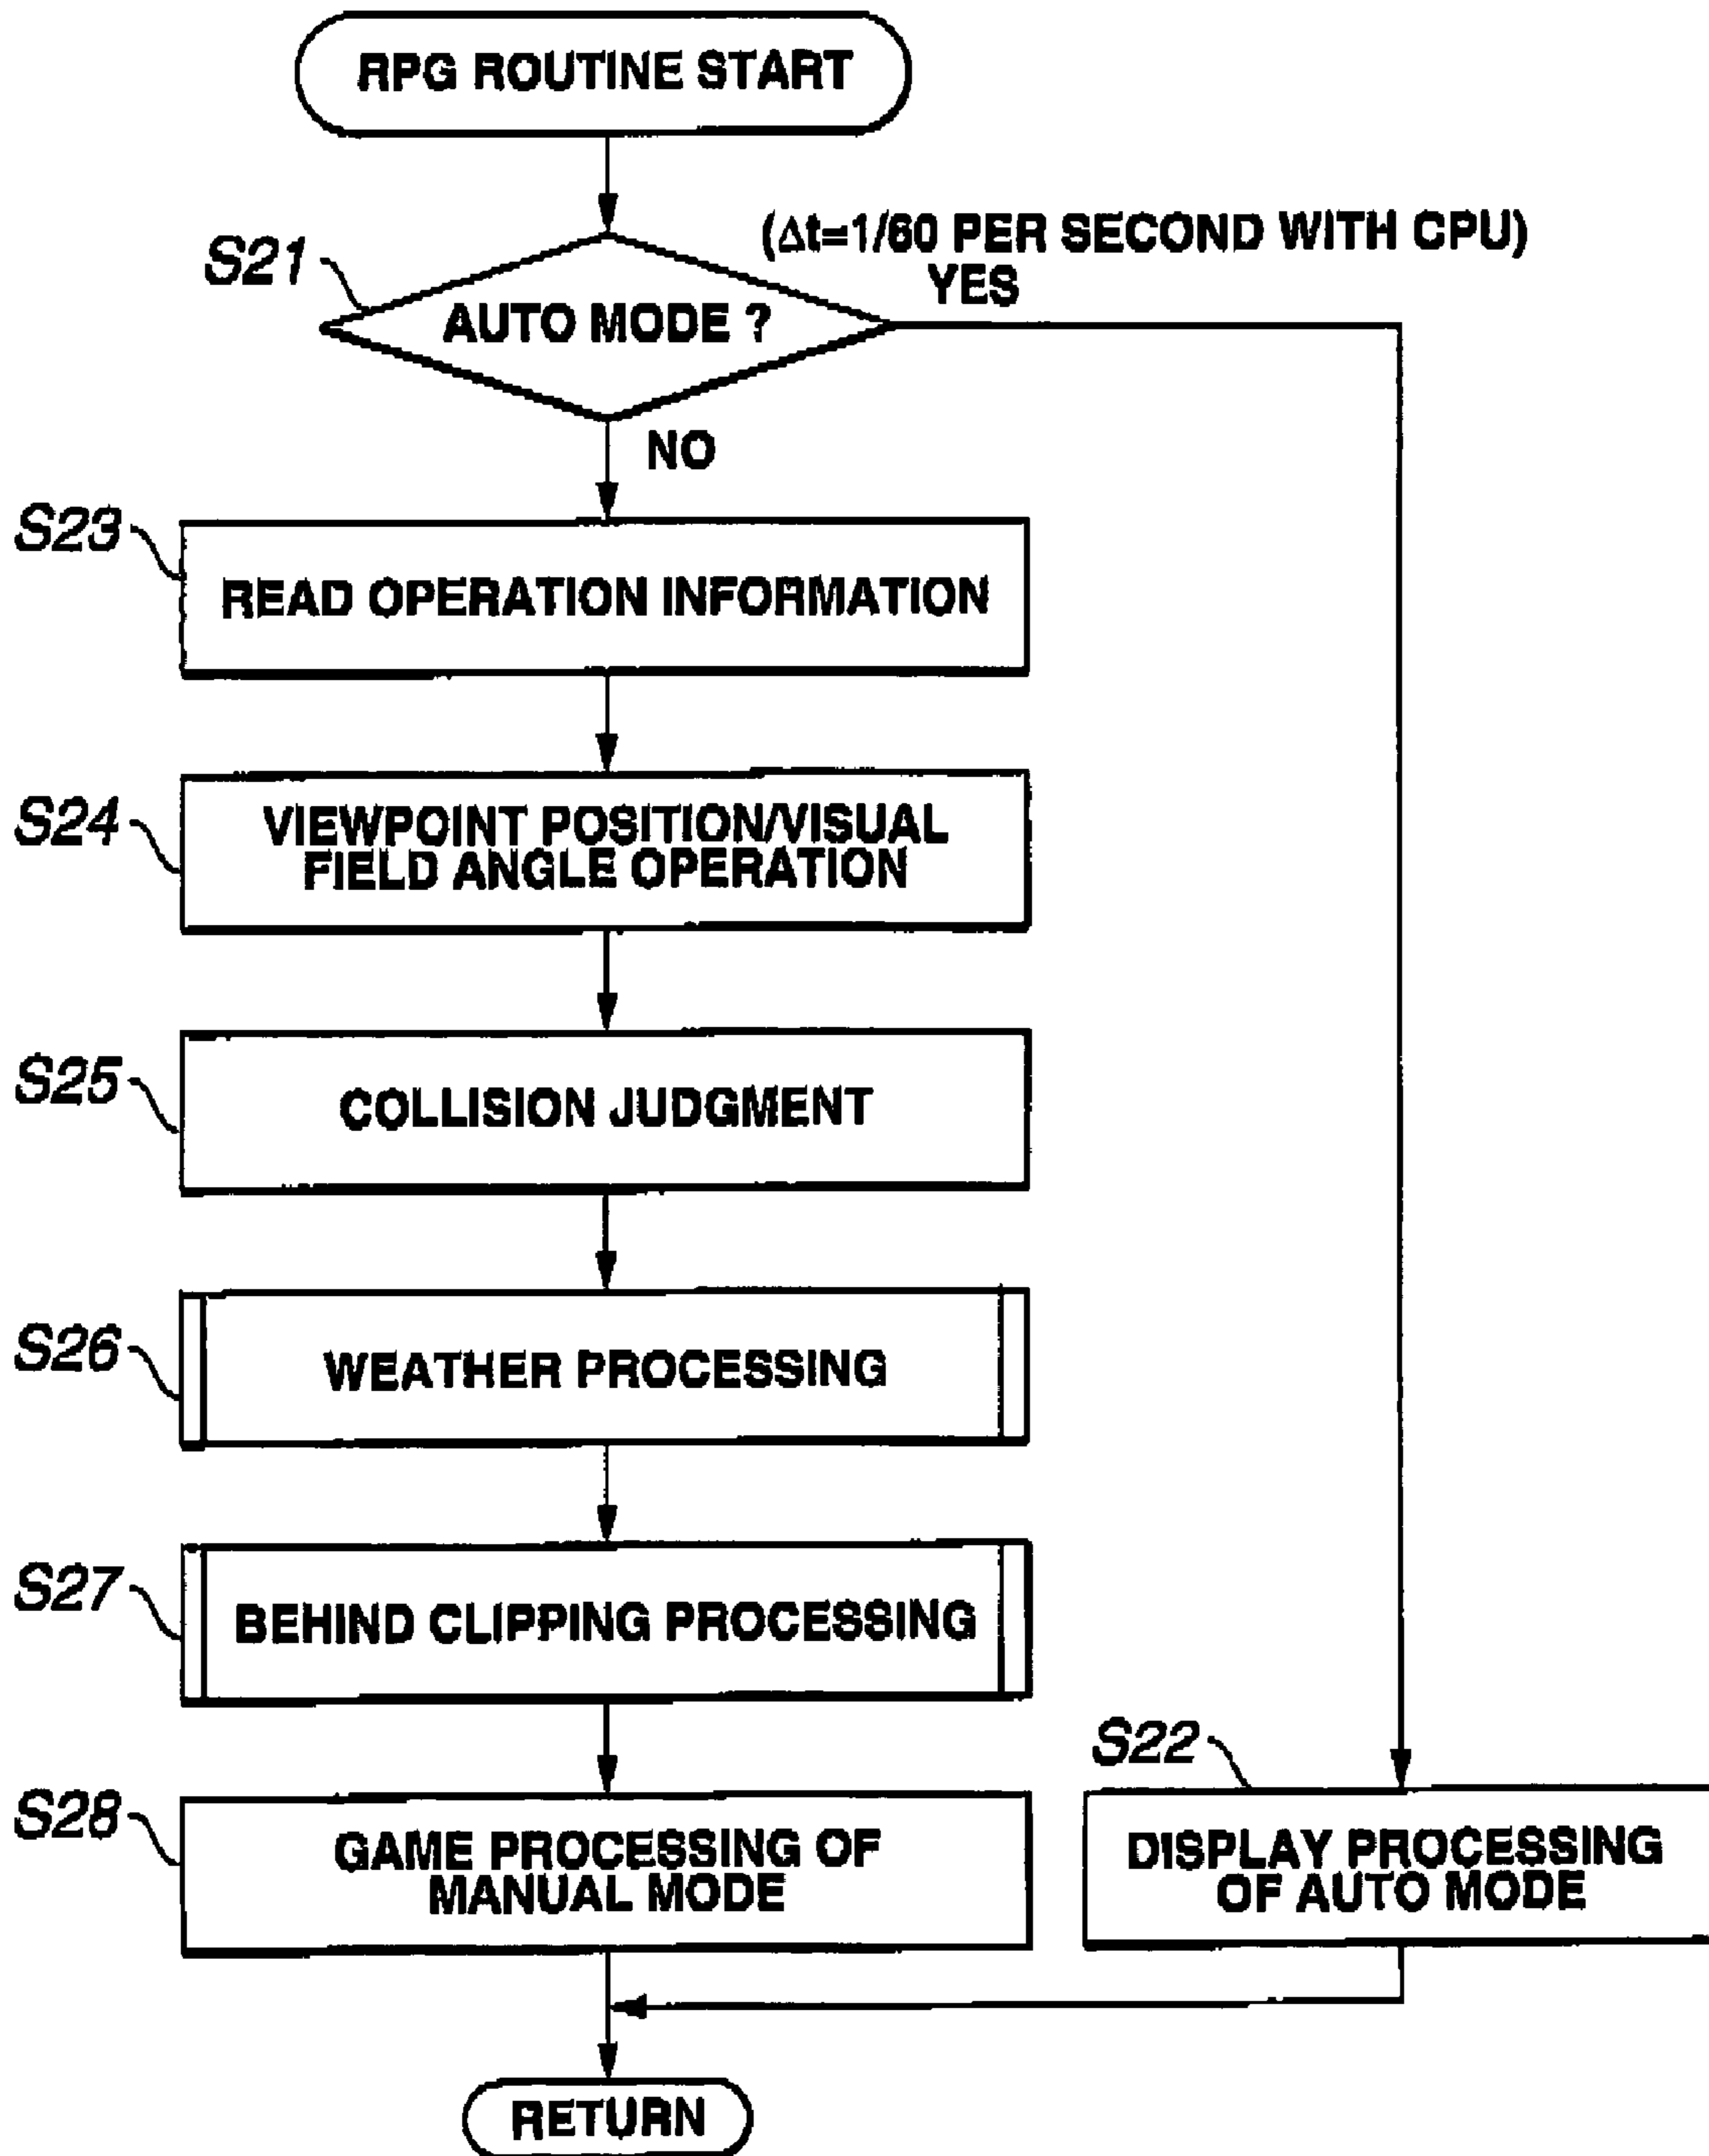 RPG ROUTINE START
(Δt=1/60 PER SECOND WITH CPU)
YES
S21
AUTO MODE ?
NO
S23
READ OPERATION INFORMATION
S24
VIEWPOINT POSITION/VISUAL
FIELD ANGLE OPERATION
S25
COLLISION JUDGMENT
S26
WEATHER PROCESSING
S27
BEHIND CLIPPING PROCESSING
S28
GAME PROCESSING OF
MANUAL MODE
S22
DISPLAY PROCESSING
OF AUTO MODE
RETURN